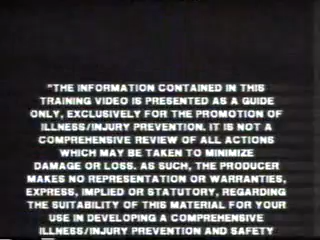 "THE INFORMATION CONTAINED IN THIS
TRAINING VIDEO IS PRESENTED AS A GUIDE
ONLY, EXCLUSIVELY FOR THE PROMOTION OF
ILLNESS/INJURY PREVENTION. IT IS NOT A
COMPREHENSIVE REVIEW OF ALL ACTIONS
WHICH MAY BE TAKEN TO MINIMIZE
DAMAGE OR LOSS. AS SUCH, THE PRODUCER
MAKES NO REPRESENTATION OR WARRANTIES,
EXPRESS, IMPLIED OR STATUTORY, REGARDING
THE SUITABILITY OF THIS MATERIAL FOR YOUR
USE IN DEVELOPING A COMPREHENSIVE
ILLNESS/INJURY PREVENTION AND SAFETY